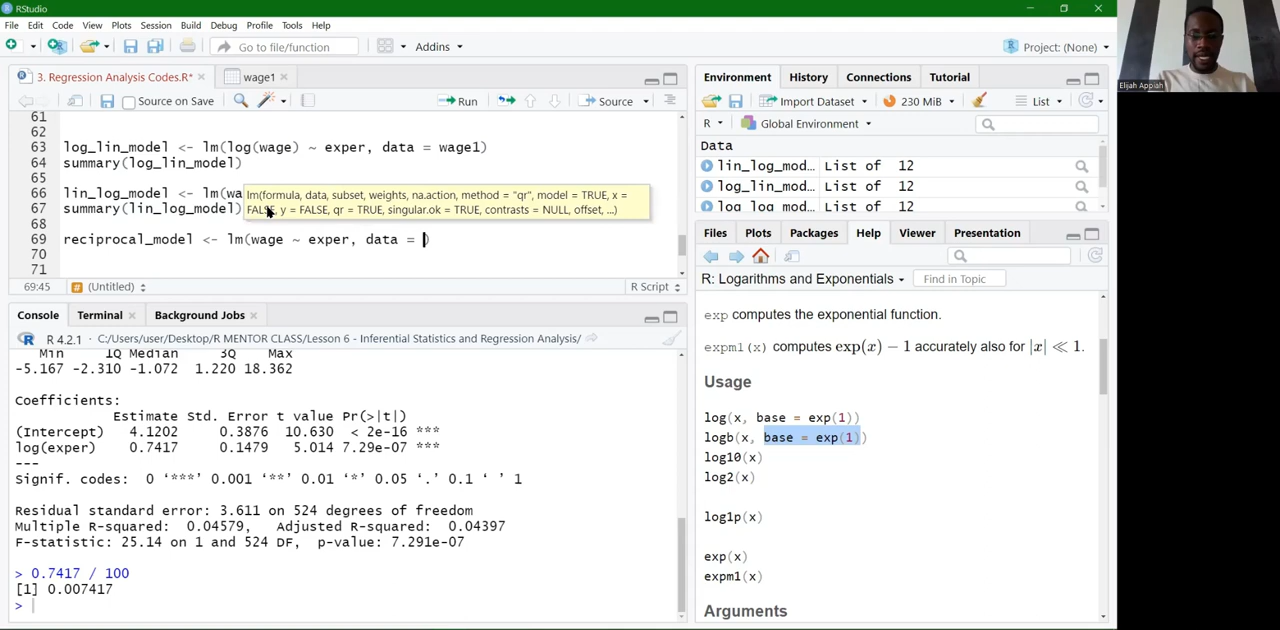 RStudio
File Edit Code View Plots Session Build Debug Profile Tools Help
Go to file/function
Addins
Project: (None)
3. Regression Analysis Codes.R*
wage1
Source on Save
Run
Source
61
62
63 log_lin_model <- lm(log(wage) ~ exper, data = wage1)
64 summary(log_lin_model)
65
66 lin_log_model <- lm(wa
67 summary(lin_log_model)
lm(formula, data, subset, weights, na.action, method = "qr", model = TRUE, x =
FALSE, y = FALSE, qr = TRUE, singular.ok = TRUE, contrasts = NULL, offset, ...)
68
69 reciprocal_model <- lm(wage ~ exper, data = )
70
71
69:45 # (Untitled) R Script
Console Terminal Background Jobs
R 4.2.1 · C:/Users/user/Desktop/R MENTOR CLASS/Lesson 6 - Inferential Statistics and Regression Analysis/
Min 1Q Median 3Q Max
-5.167 -2.310 -1.072 1.220 18.362
Coefficients:
Estimate Std. Error t value Pr(>|t|)
(Intercept) 4.1202 0.3876 10.630 < 2e-16 ***
log(exper) 0.7417 0.1479 5.014 7.29e-07 ***
---
Signif. codes: 0 ‘***’ 0.001 ‘**’ 0.01 ‘*’ 0.05 ‘.’ 0.1 ‘ ’ 1
Residual standard error: 3.611 on 524 degrees of freedom
Multiple R-squared: 0.04579, Adjusted R-squared: 0.04397
F-statistic: 25.14 on 1 and 524 DF, p-value: 7.291e-07
> 0.7417 / 100
[1] 0.007417
>
Environment History Connections Tutorial
Import Dataset 230 MiB List
R Global Environment
Data
lin_log_mod… List of 12
log_lin_mod… List of 12
log_log_mod… List of 12
Files Plots Packages Help Viewer Presentation
R: Logarithms and Exponentials Find in Topic
exp computes the exponential function.
expm1(x) computes exp(x) − 1 accurately also for |x| ≪ 1.
Usage
log(x, base = exp(1))
logb(x, base = exp(1))
log10(x)
log2(x)
log1p(x)
exp(x)
expm1(x)
Arguments
Elijah Appiah